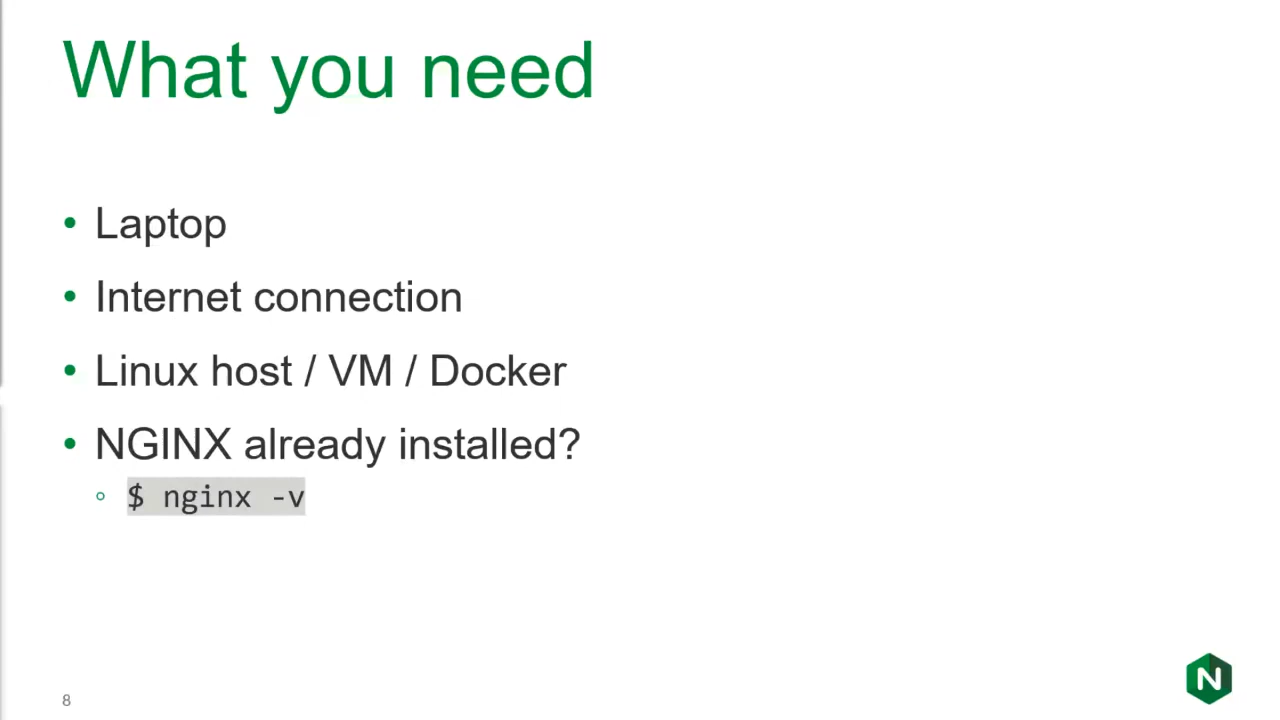 What you need
• Laptop
• Internet connection
• Linux host / VM / Docker
• NGINX already installed?
◦ $ nginx -v
8
N